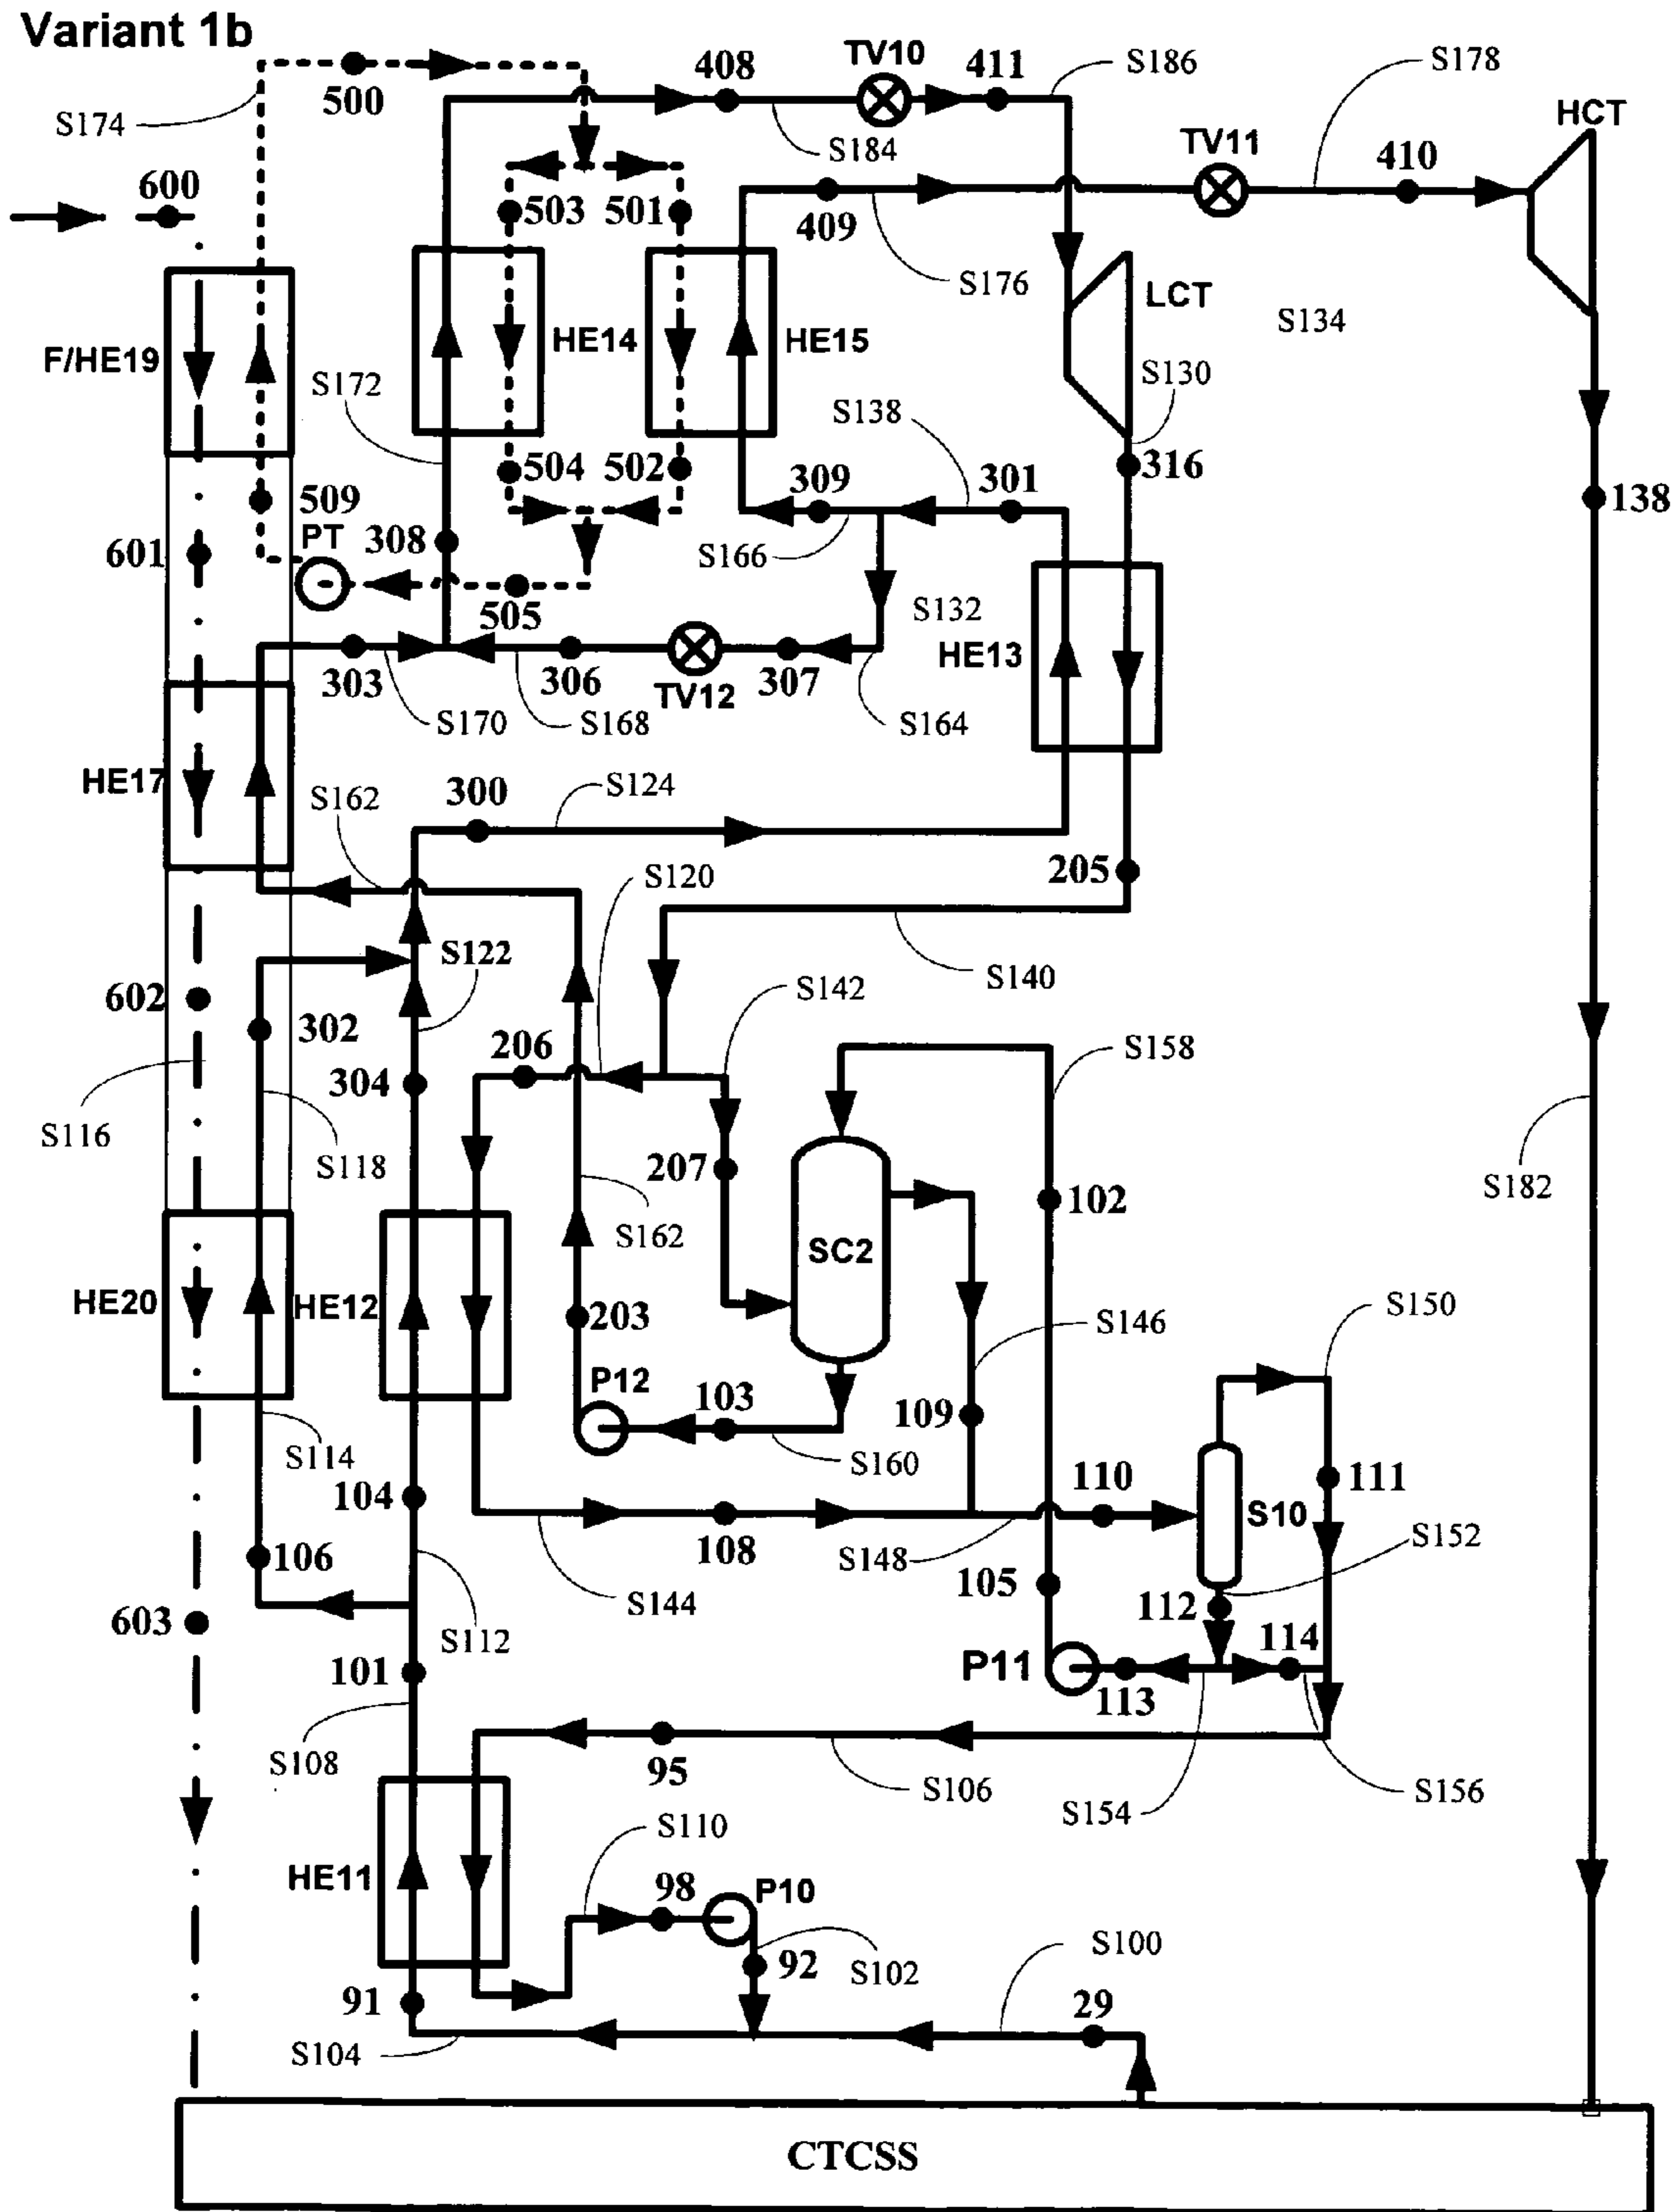 Variant 1b
TV10
408
411
S186
S178
500
S174
S184
HCT
TV11
410
600
503
501
409
S176
LCT
S134
F/HE19
HE14
HE15
S172
S130
S138
504
502
316
509
309
301
138
PT
308
601
S166
505
S132
HE13
303
306
TV12
307
S170
S168
S164
HE17
S162
300
S124
S120
205
S122
S140
602
S142
302
206
S158
304
S116
S118
207
102
S182
S162
SC2
HE20
HE12
203
S150
S146
P12
103
109
S114
S160
110
111
104
S10
108
S148
S152
106
105
S144
112
603
S112
114
101
P11
113
S108
95
S106
S156
S154
S110
HE11
98
P10
S100
92
S102
91
29
S104
CTCSS